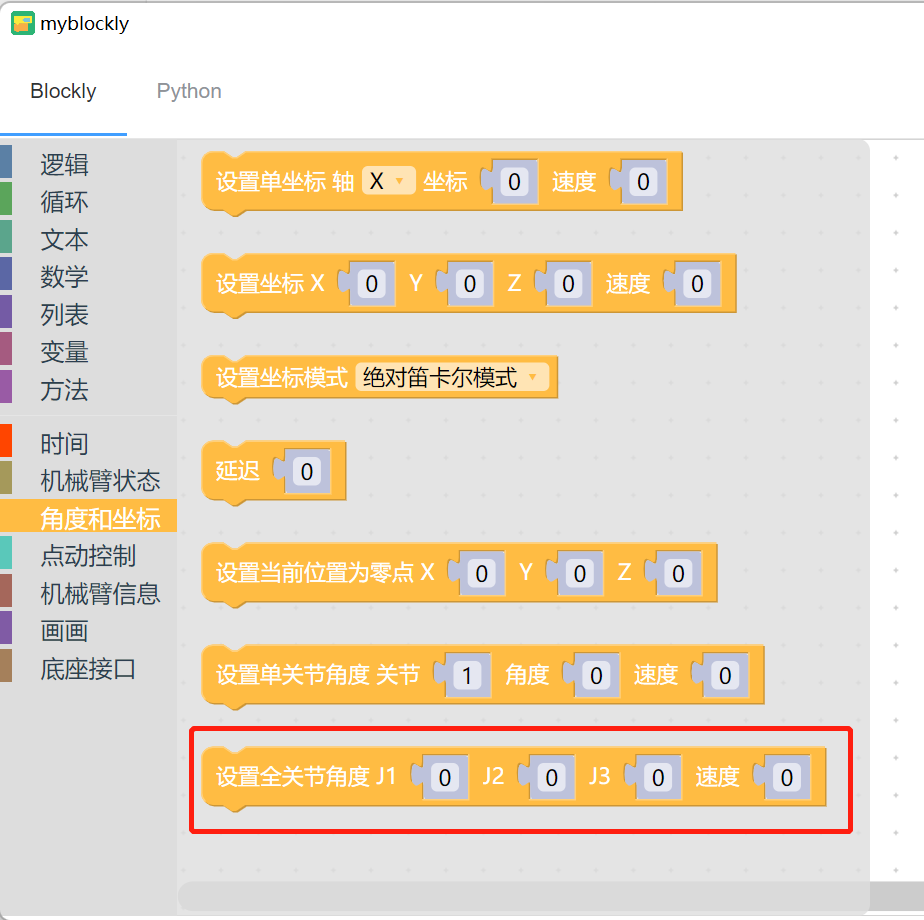 myblockly
Blockly Python
逻辑
循环
文本
数学
列表
变量
方法
时间
机械臂状态
角度和坐标
点动控制
机械臂信息
画画
底座接口
设置单坐标 轴 X 坐标 0 速度 0
设置坐标 X 0 Y 0 Z 0 速度 0
设置坐标模式 绝对笛卡尔模式
延迟 0
设置当前位置为零点 X 0 Y 0 Z 0
设置单关节角度 关节 1 角度 0 速度 0
设置全关节角度 J1 0 J2 0 J3 0 速度 0